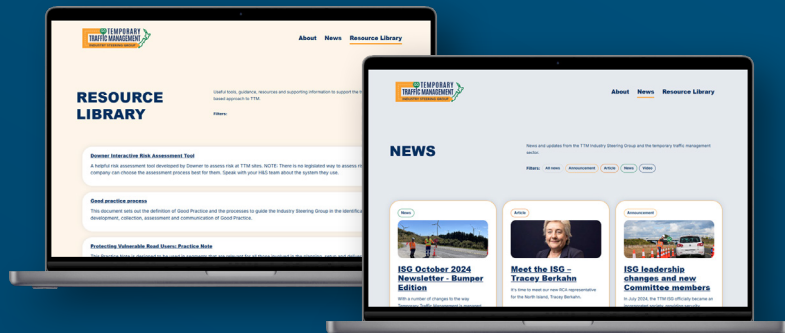 TEMPORARY
TRAFFIC MANAGEMENT
INDUSTRY STEERING GROUP
About News Resource Library
RESOURCE
LIBRARY
Useful tools, guidance, resources and supporting information to support the
based approach to TTM.
Filters:
Downer Interactive Risk Assessment Tool
A helpful risk assessment tool developed by Downer to assess risk at TTM sites. NOTE: There is no legislated way to assess
company can choose the assessment process best for them. Speak with your H&S team about the system they use.
Good practice process
This document sets out the definition of Good Practice and the processes to guide the Industry Steering Group in the
development, collection, assessment and communication of Good Practice.
Protecting Vulnerable Road Users: Practice Note
This Practice Note is designed to be used in segments that are relevant for all those involved in the planning, setup and
TEMPORARY
TRAFFIC MANAGEMENT
INDUSTRY STEERING GROUP
About News Resource Library
NEWS
News and updates from the TTM Industry Steering Group and the temporary traffic management
sector.
Filters: All news Announcement Article News Video
News
ISG October 2024
Newsletter - Bumper
Edition
With a number of changes to the way
Temporary Traffic Management is
Article
Meet the ISG –
Tracey Berkahn
It's time to meet our new RCA representative
for the North Island, Tracey Berkahn.
Announcement
ISG leadership
changes and new
Committee members
In July 2024, the TTM ISG officially became an
incorporated society, providing security